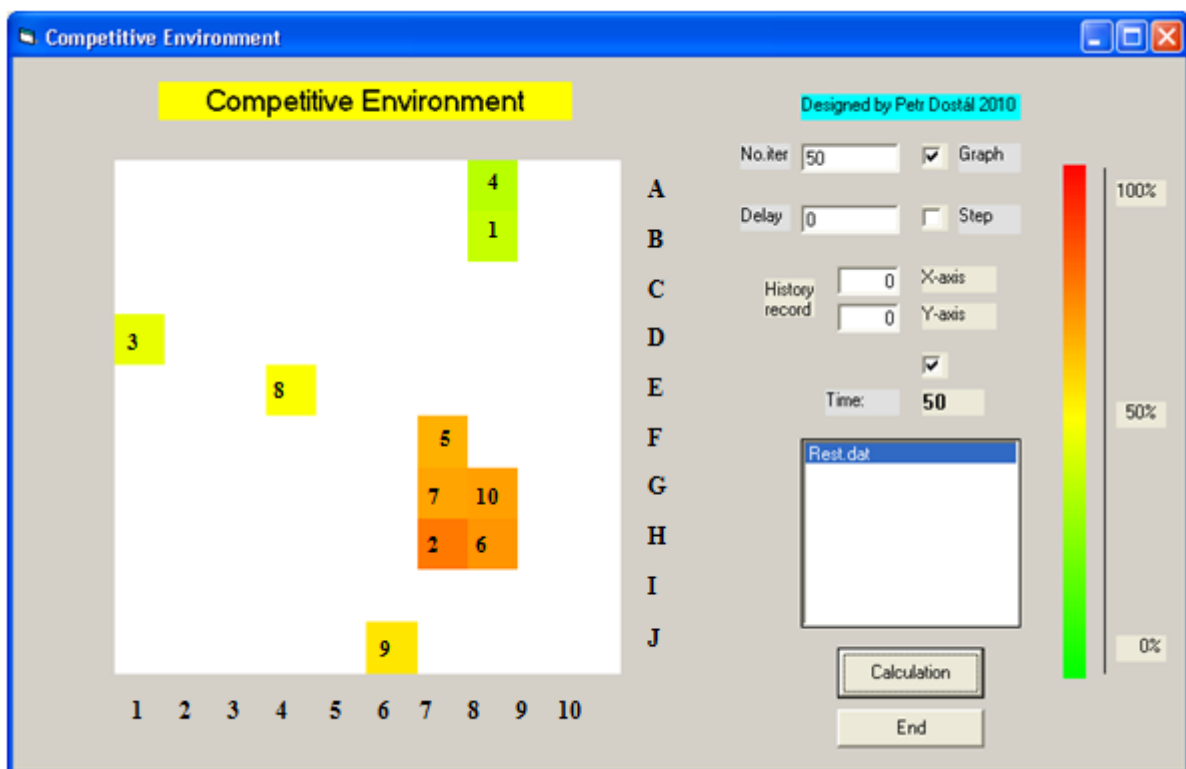 Competitive Environment
Competitive Environment
Designed by Petr Dostál 2010
No.iter 50 Graph
Delay 0 Step
History record
0 X-axis
0 Y-axis
Time: 50
Rest.dat
Calculation
End
100%
50%
0%
4
1
3
8
5
7 10
2 6
9
A
B
C
D
E
F
G
H
I
J
1 2 3 4 5 6 7 8 9 10